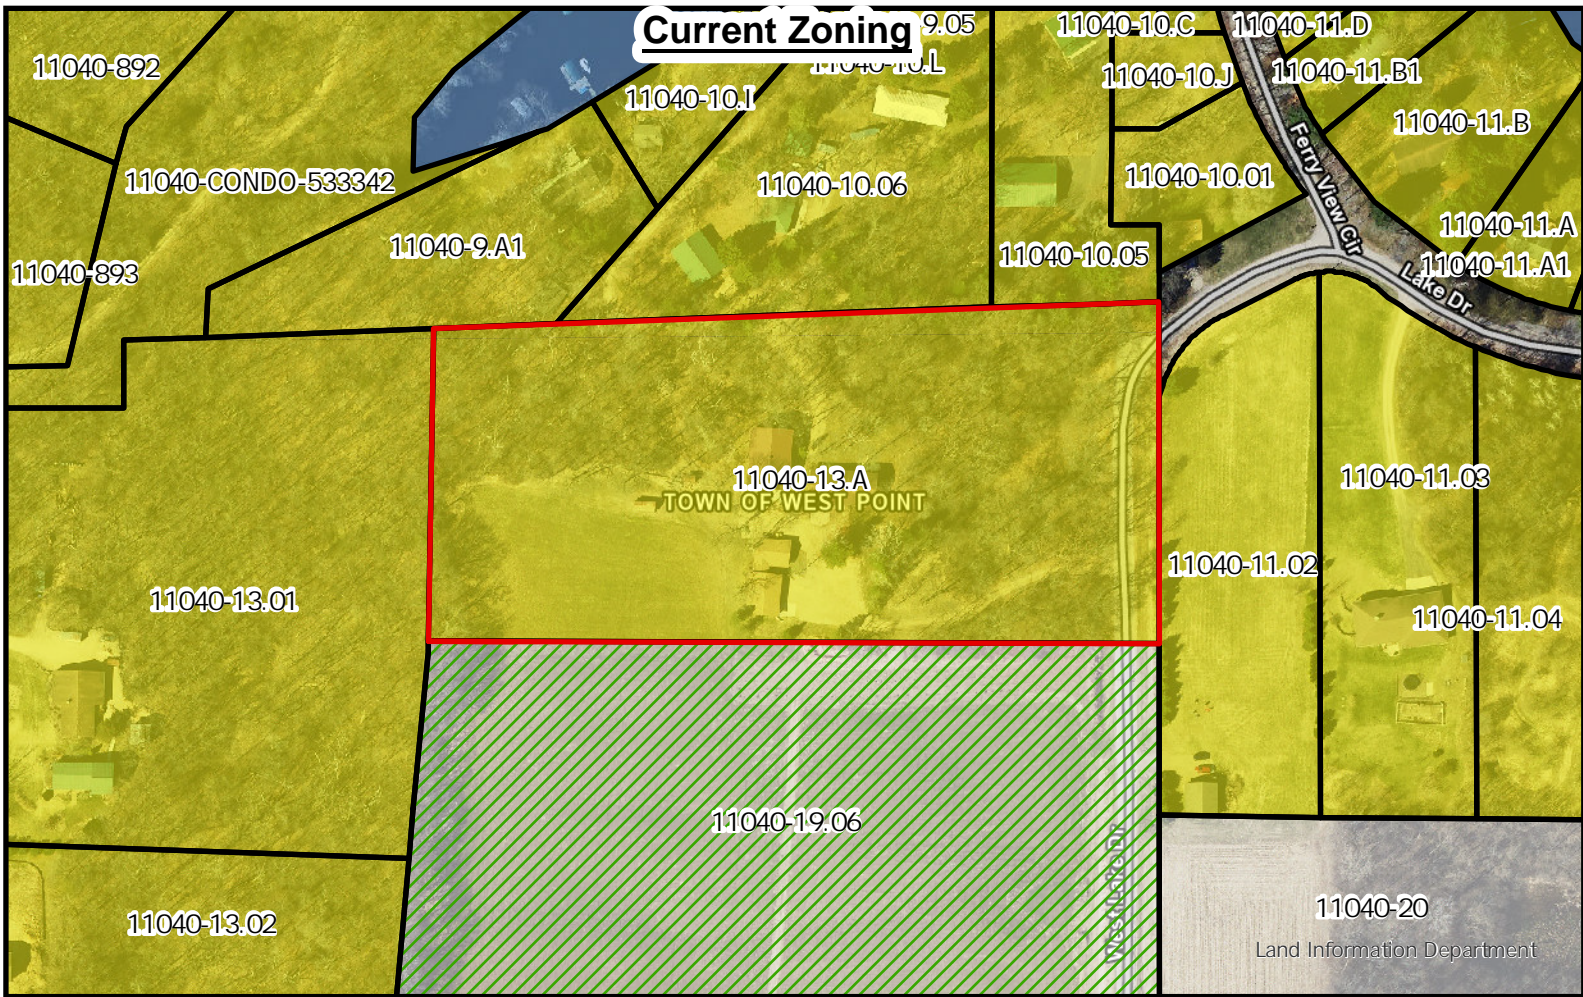 Current Zoning
9.05
11040-10.C
11040-11.D
11040-892
11040-10.L
11040-10.J
11040-11.B1
11040-10.I
11040-11.B
11040-CONDO-533342
11040-10.06
11040-10.01
Ferry View Cir
11040-9.A1
11040-11.A
11040-893
11040-10.05
11040-11.A1
Lake Dr
11040-13.A
TOWN OF WEST POINT
11040-11.03
11040-11.02
11040-13.01
11040-11.04
11040-19.06
West Lake Dr
11040-20
11040-13.02
Land Information Department